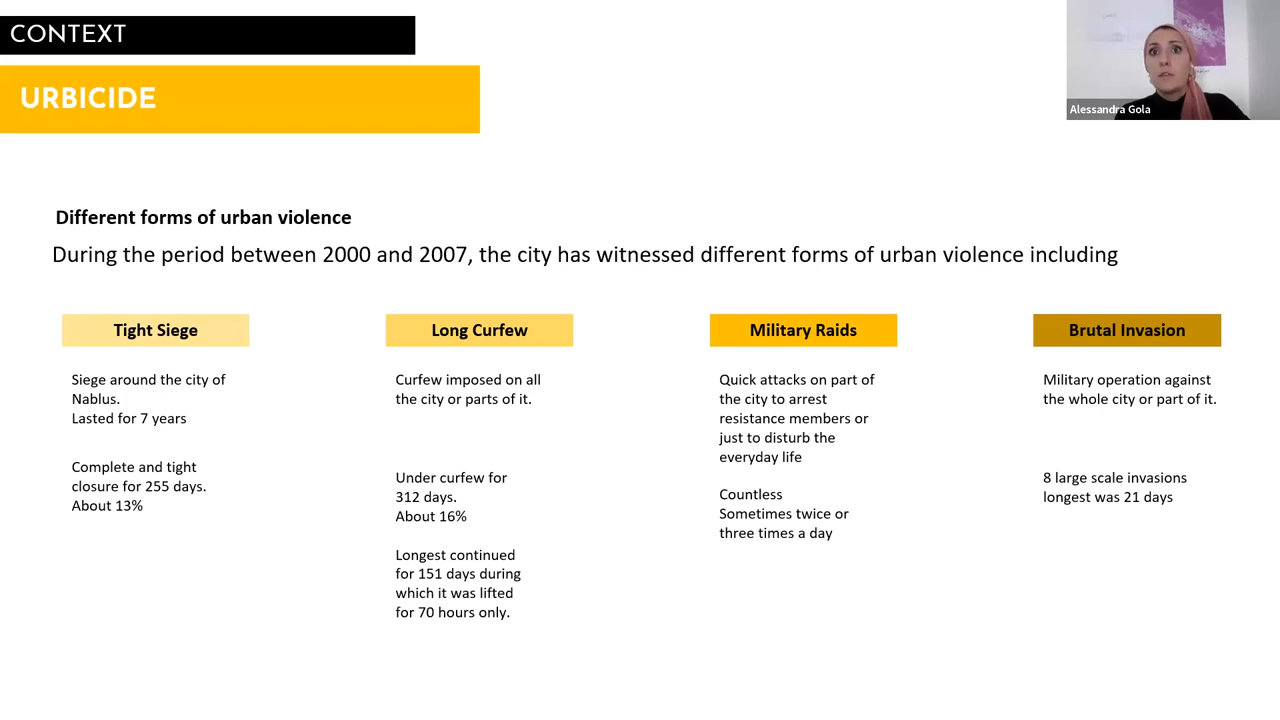 CONTEXT
URBICIDE
Alessandra Gola
Different forms of urban violence
During the period between 2000 and 2007, the city has witnessed different forms of urban violence including
Tight Siege
Siege around the city of
Nablus.
Lasted for 7 years
Complete and tight
closure for 255 days.
About 13%
Long Curfew
Curfew imposed on all
the city or parts of it.
Under curfew for
312 days.
About 16%
Longest continued
for 151 days during
which it was lifted
for 70 hours only.
Military Raids
Quick attacks on part of
the city to arrest
resistance members or
just to disturb the
everyday life
Countless
Sometimes twice or
three times a day
Brutal Invasion
Military operation against
the whole city or part of it.
8 large scale invasions
longest was 21 days